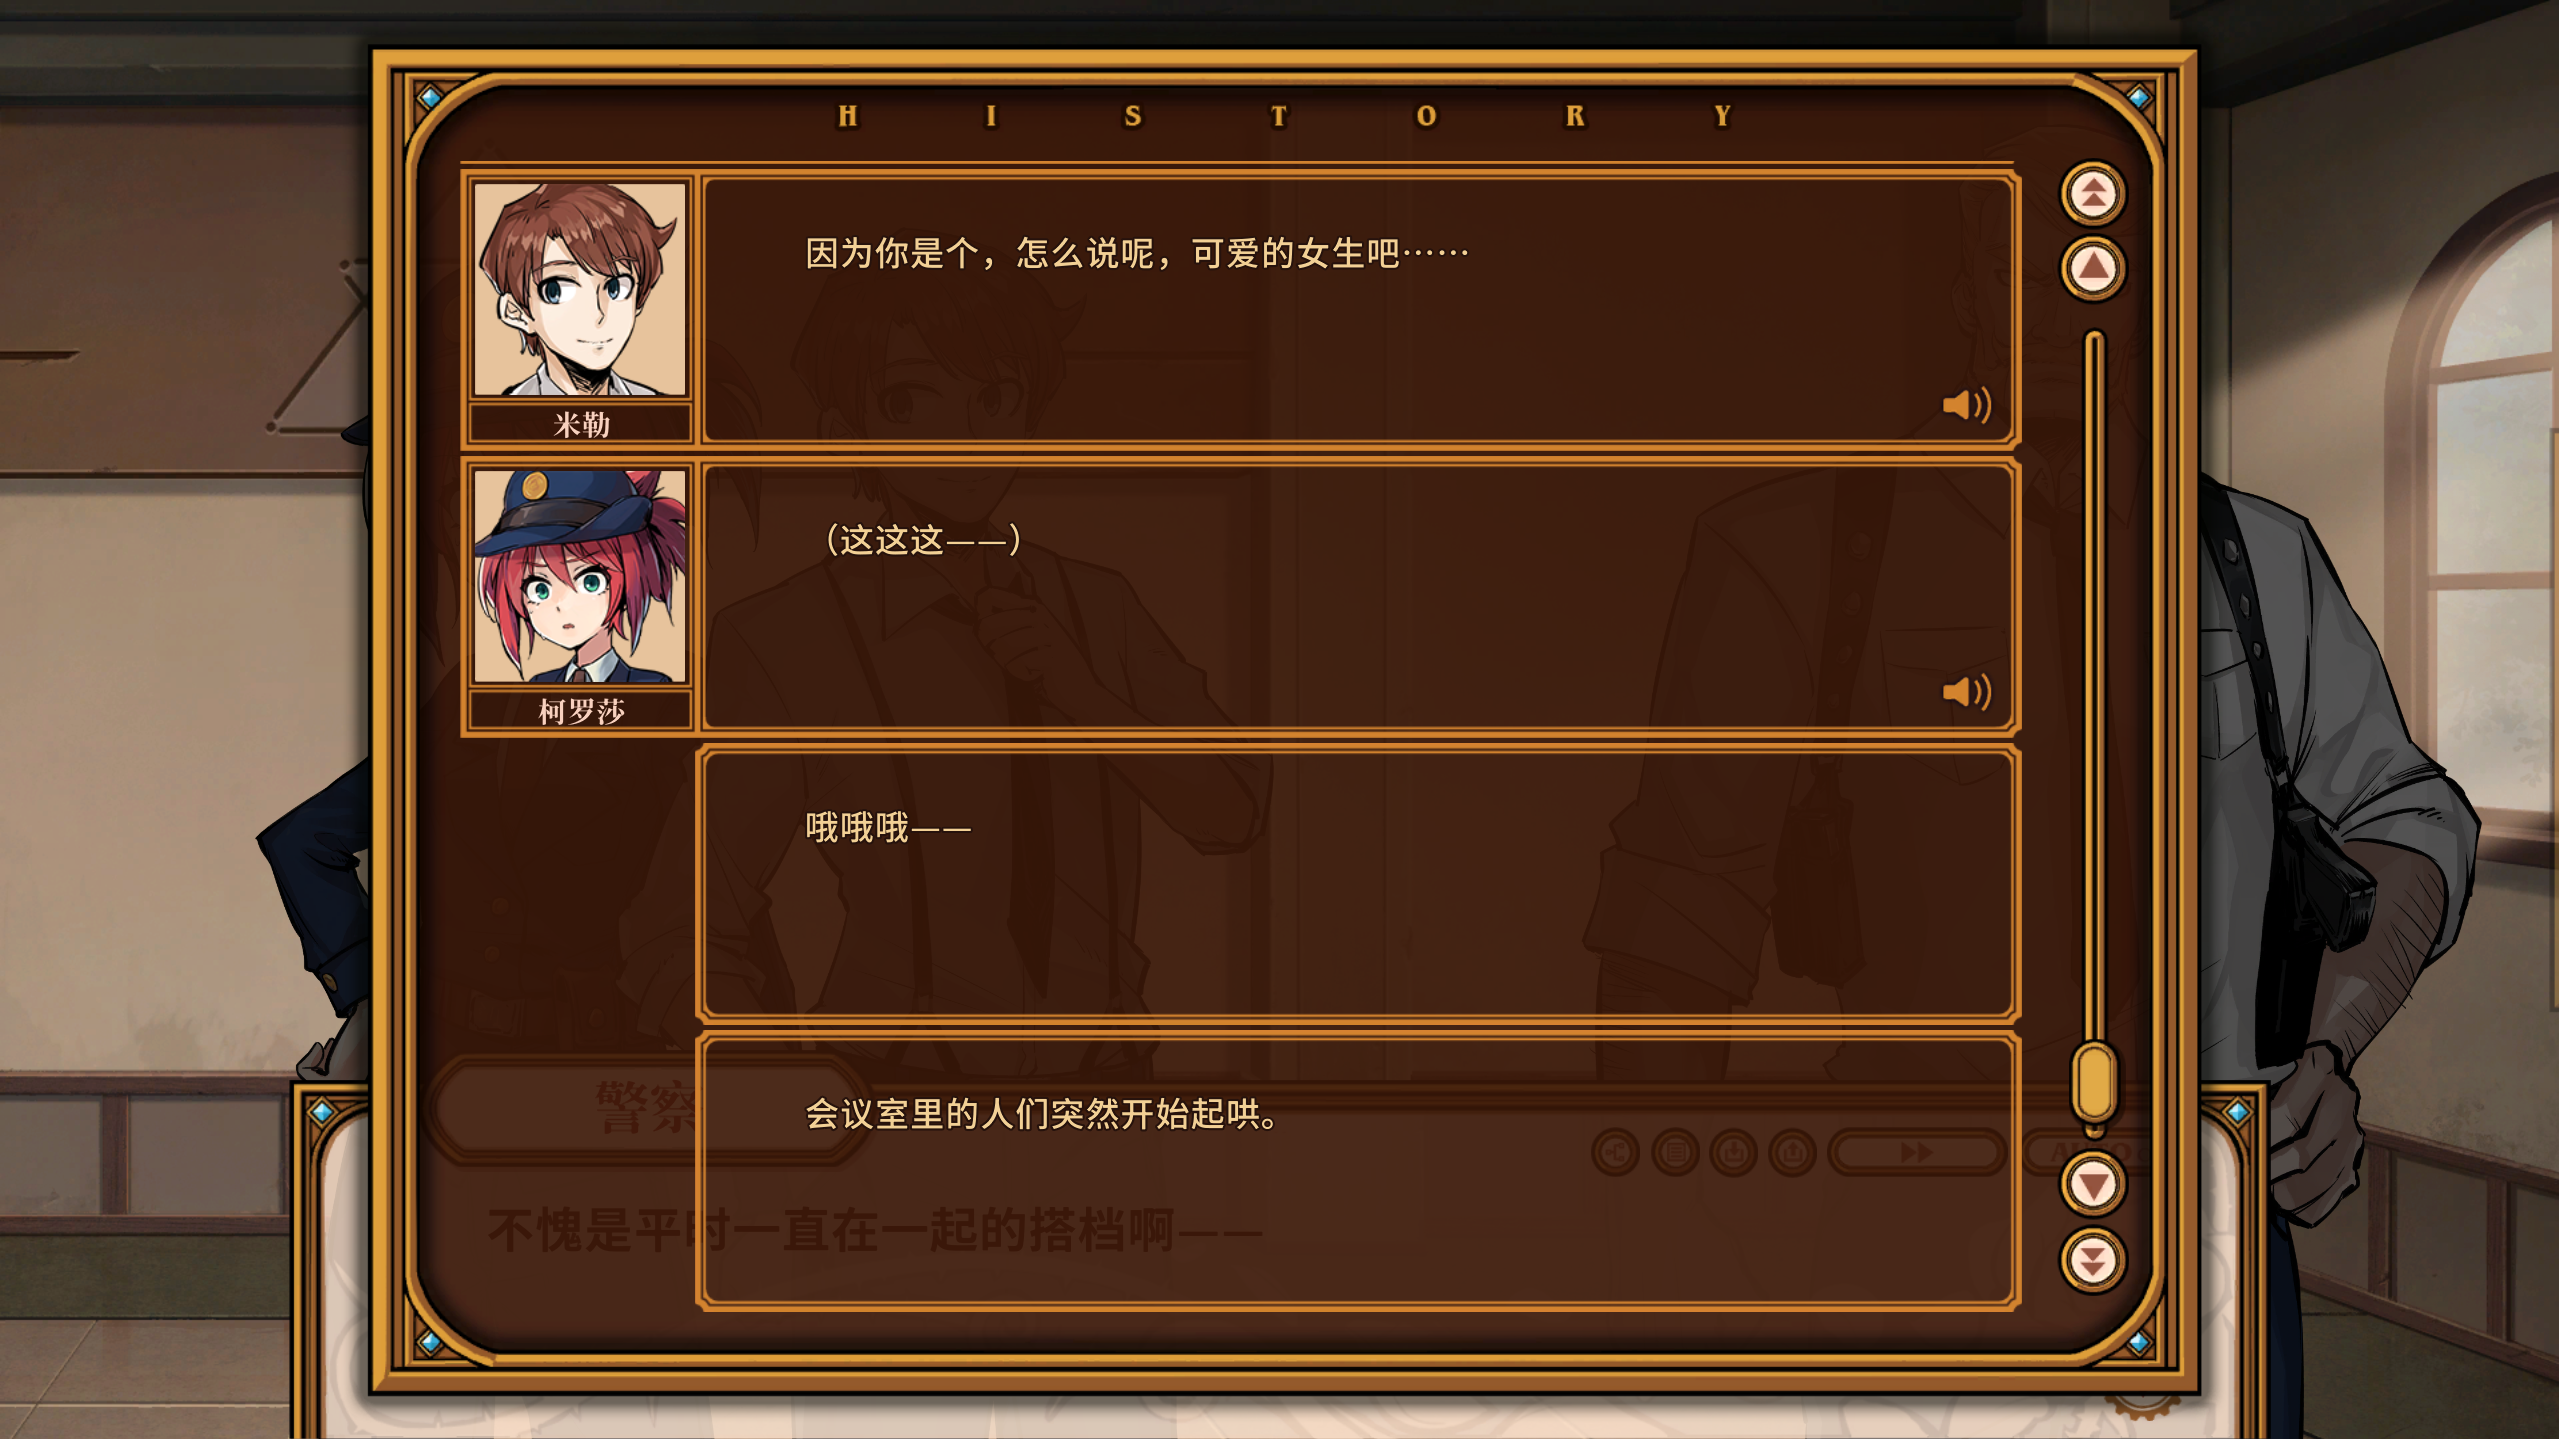 HISTORY
因为你是个，怎么说呢，可爱的女生吧……
米勒
（这这这——）
柯罗莎
哦哦哦——
警察
会议室里的人们突然开始起哄。
不愧是平时一直在一起的搭档啊——